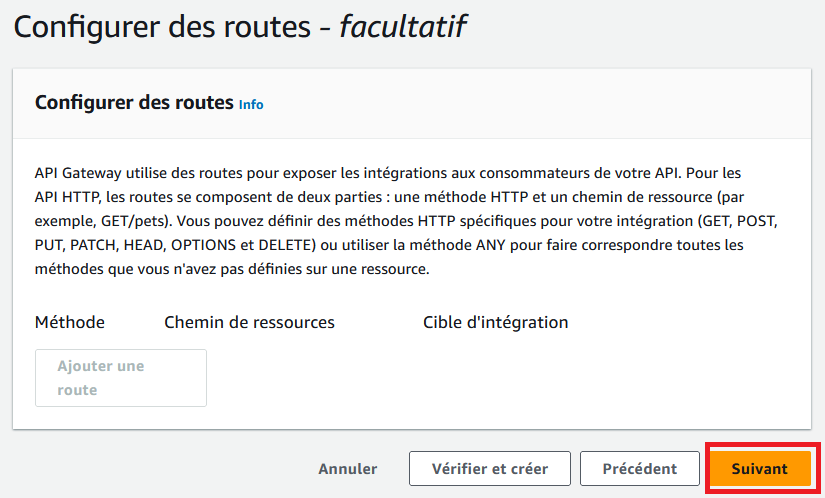 Configurer des routes - facultatif
Configurer des routes Info
API Gateway utilise des routes pour exposer les intégrations aux consommateurs de votre API. Pour les
API HTTP, les routes se composent de deux parties : une méthode HTTP et un chemin de ressource (par
exemple, GET/pets). Vous pouvez définir des méthodes HTTP spécifiques pour votre intégration (GET, POST,
PUT, PATCH, HEAD, OPTIONS et DELETE) ou utiliser la méthode ANY pour faire correspondre toutes les
méthodes que vous n'avez pas définies sur une ressource.
Méthode Chemin de ressources Cible d'intégration
Ajouter une
route
Annuler Vérifier et créer Précédent Suivant